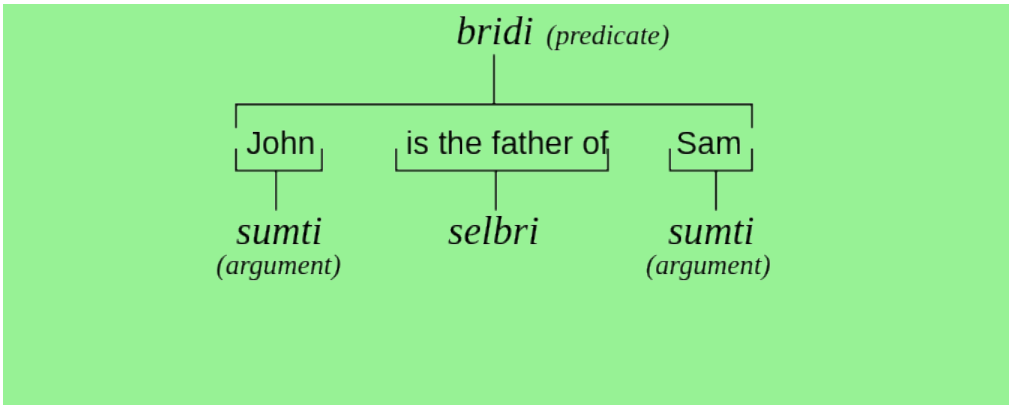 bridi (predicate)
John is the father of Sam
sumti selbri sumti
(argument) (argument)